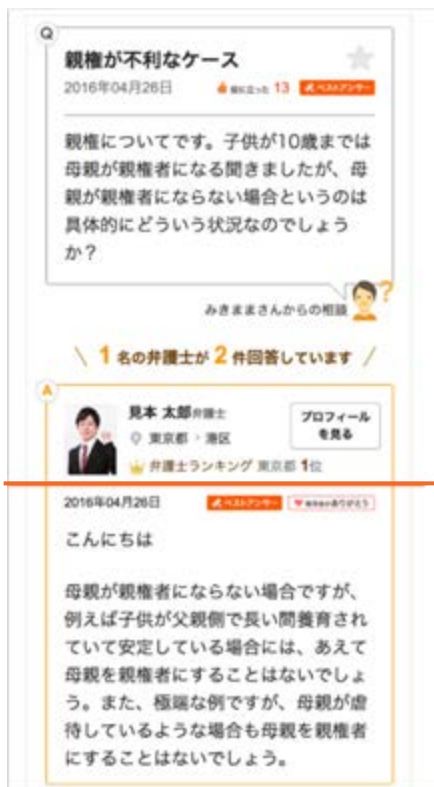 Q
親権が不利なケース
2016年04月26日 役に立った 13 ベストアンサー
親権についてです。子供が10歳までは
母親が親権者になる聞きましたが、母
親が親権者にならない場合というのは
具体的にどういう状況なのでしょう
か？
みきままさんからの相談
?
1名の弁護士が2件回答しています
A
見本 太郎弁護士
東京都 > 港区
弁護士ランキング 東京都 1位
プロフィール
を見る
2016年04月26日 ベストアンサー ありがとう
こんにちは
母親が親権者にならない場合ですが、
例えば子供が父親側で長い間養育され
ていて安定している場合には、あえて
母親を親権者にすることはないでしょ
う。また、極端な例ですが、母親が虐
待しているような場合も母親を親権者
にすることはないでしょう。